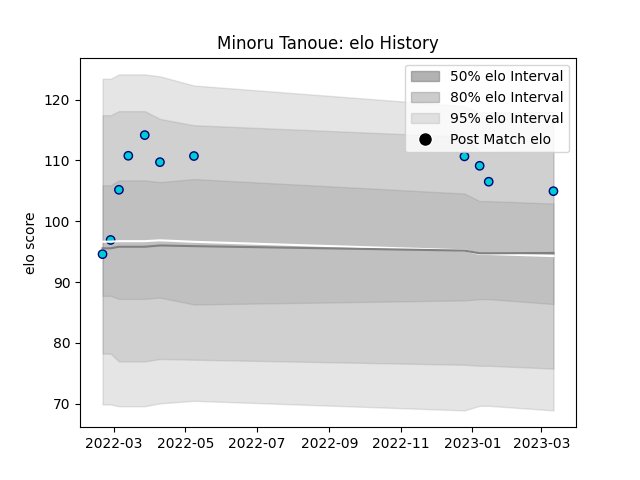 Minoru Tanoue: elo History
50% elo Interval
80% elo Interval
95% elo Interval
Post Match elo
elo score
120
110
100
90
80
70
2022-03 2022-05 2022-07 2022-09 2022-11 2023-01 2023-03